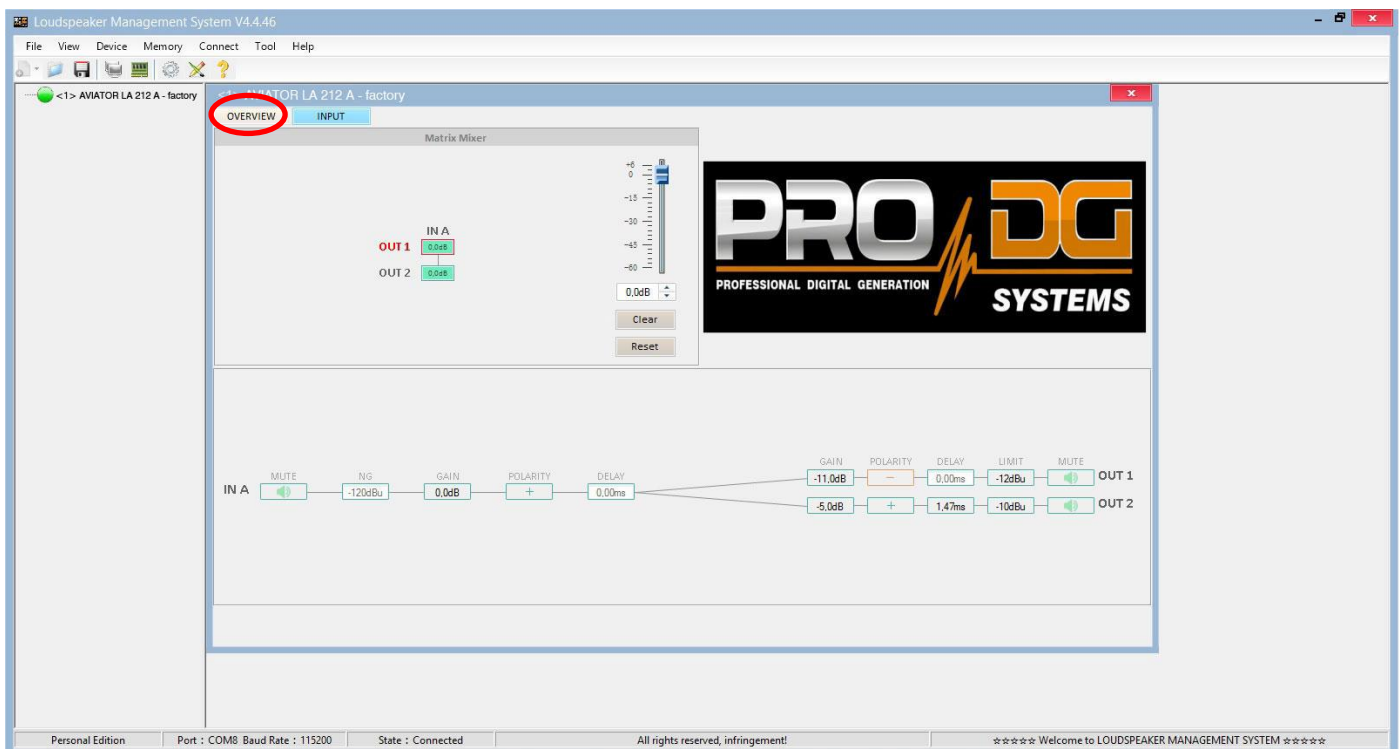 Loudspeaker Management System V4.4.46
File View Device Memory Connect Tool Help
<1> AVIATOR LA 212 A - factory
<1> AVIATOR LA 212 A - factory
OVERVIEW INPUT
Matrix Mixer
+6
0
-15
-30
-45
-60
IN A
OUT 1 0,0dB
OUT 2 0,0dB
0,0dB
Clear
Reset
PRO DG
PROFESSIONAL DIGITAL GENERATION
SYSTEMS
GAIN POLARITY DELAY LIMIT MUTE
-11,0dB − 0,00ms -12dBu OUT 1
MUTE NG GAIN POLARITY DELAY
IN A -120dBu 0,0dB + 0,00ms
-5,0dB + 1,47ms -10dBu OUT 2
Personal Edition Port : COM8 Baud Rate : 115200 State : Connected All rights reserved, infringement! ☆☆☆☆☆ Welcome to LOUDSPEAKER MANAGEMENT SYSTEM ☆☆☆☆☆